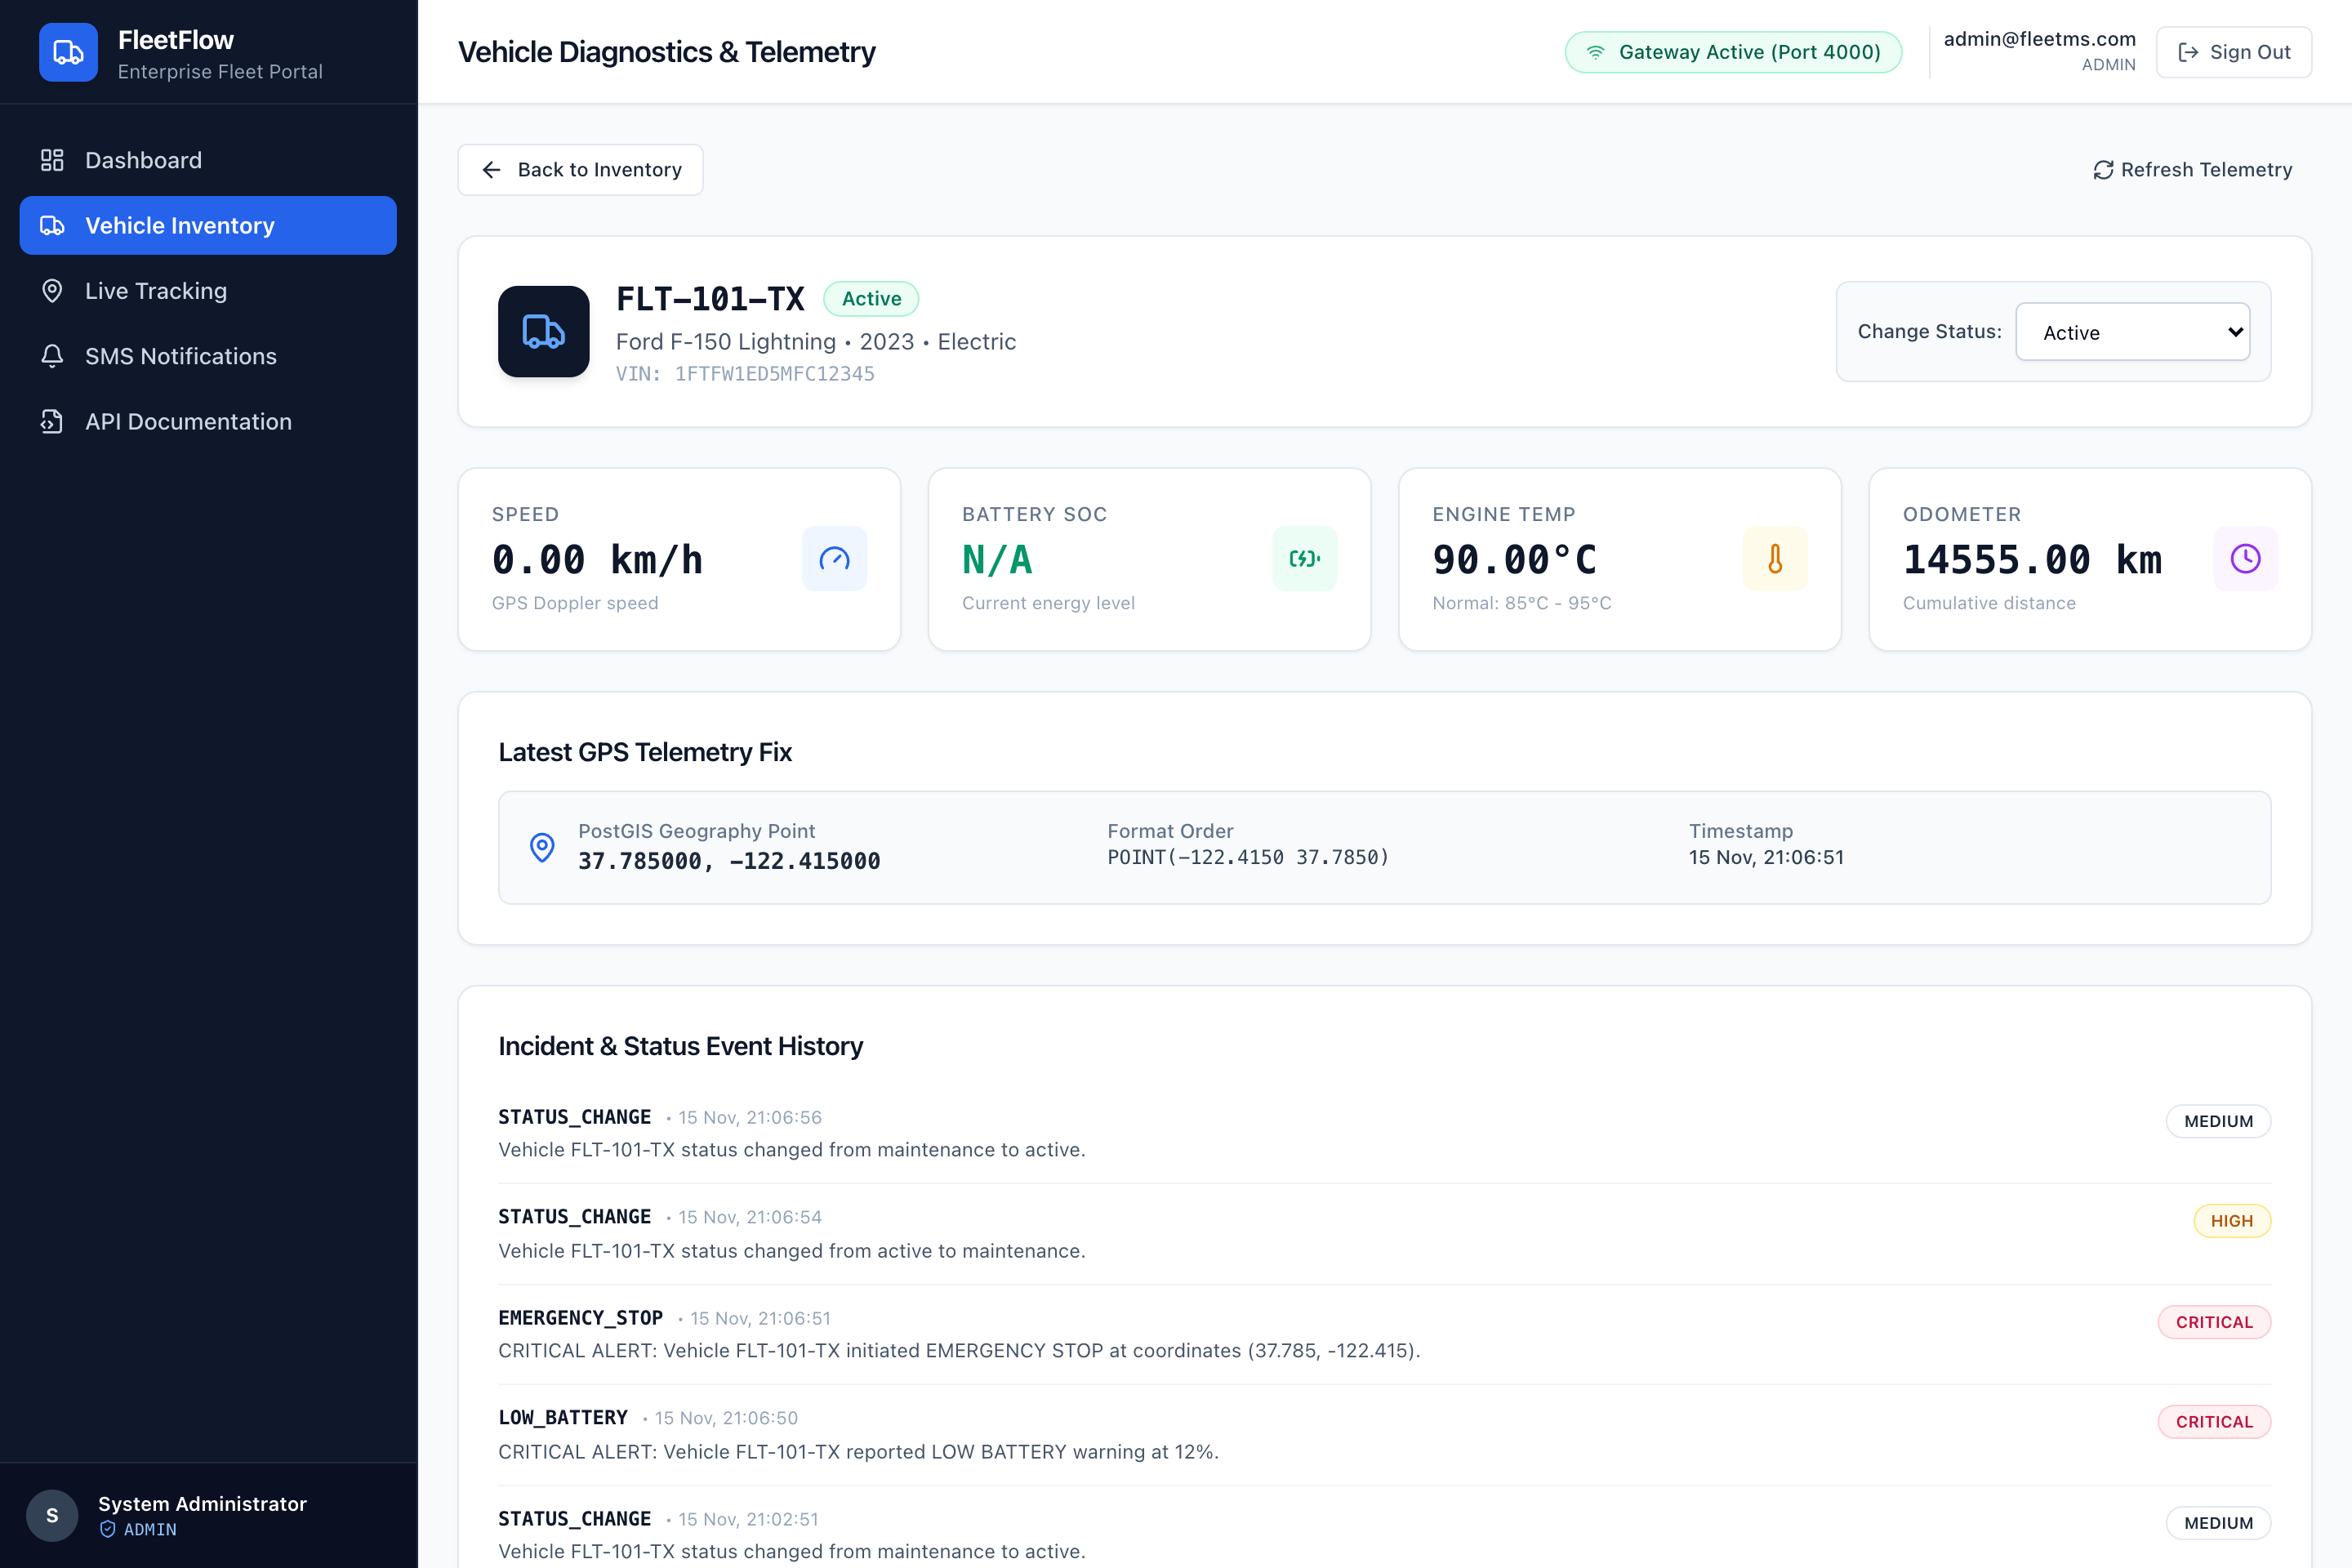 FleetFlow
Enterprise Fleet Portal
Dashboard
Vehicle Inventory
Live Tracking
SMS Notifications
API Documentation
S
System Administrator
ADMIN
Vehicle Diagnostics & Telemetry
Gateway Active (Port 4000)
admin@fleetms.com
ADMIN
Sign Out
Back to Inventory
Refresh Telemetry
FLT-101-TX
Active
Ford F-150 Lightning • 2023 • Electric
VIN: 1FTFW1ED5MFC12345
Change Status:
Active
SPEED
0.00 km/h
GPS Doppler speed
BATTERY SOC
N/A
Current energy level
ENGINE TEMP
90.00°C
Normal: 85°C - 95°C
ODOMETER
14555.00 km
Cumulative distance
Latest GPS Telemetry Fix
PostGIS Geography Point
37.785000, -122.415000
Format Order
POINT(-122.4150 37.7850)
Timestamp
15 Nov, 21:06:51
Incident & Status Event History
STATUS_CHANGE • 15 Nov, 21:06:56
MEDIUM
Vehicle FLT-101-TX status changed from maintenance to active.
STATUS_CHANGE • 15 Nov, 21:06:54
HIGH
Vehicle FLT-101-TX status changed from active to maintenance.
EMERGENCY_STOP • 15 Nov, 21:06:51
CRITICAL
CRITICAL ALERT: Vehicle FLT-101-TX initiated EMERGENCY STOP at coordinates (37.785, -122.415).
LOW_BATTERY • 15 Nov, 21:06:50
CRITICAL
CRITICAL ALERT: Vehicle FLT-101-TX reported LOW BATTERY warning at 12%.
STATUS_CHANGE • 15 Nov, 21:02:51
MEDIUM
Vehicle FLT-101-TX status changed from maintenance to active.